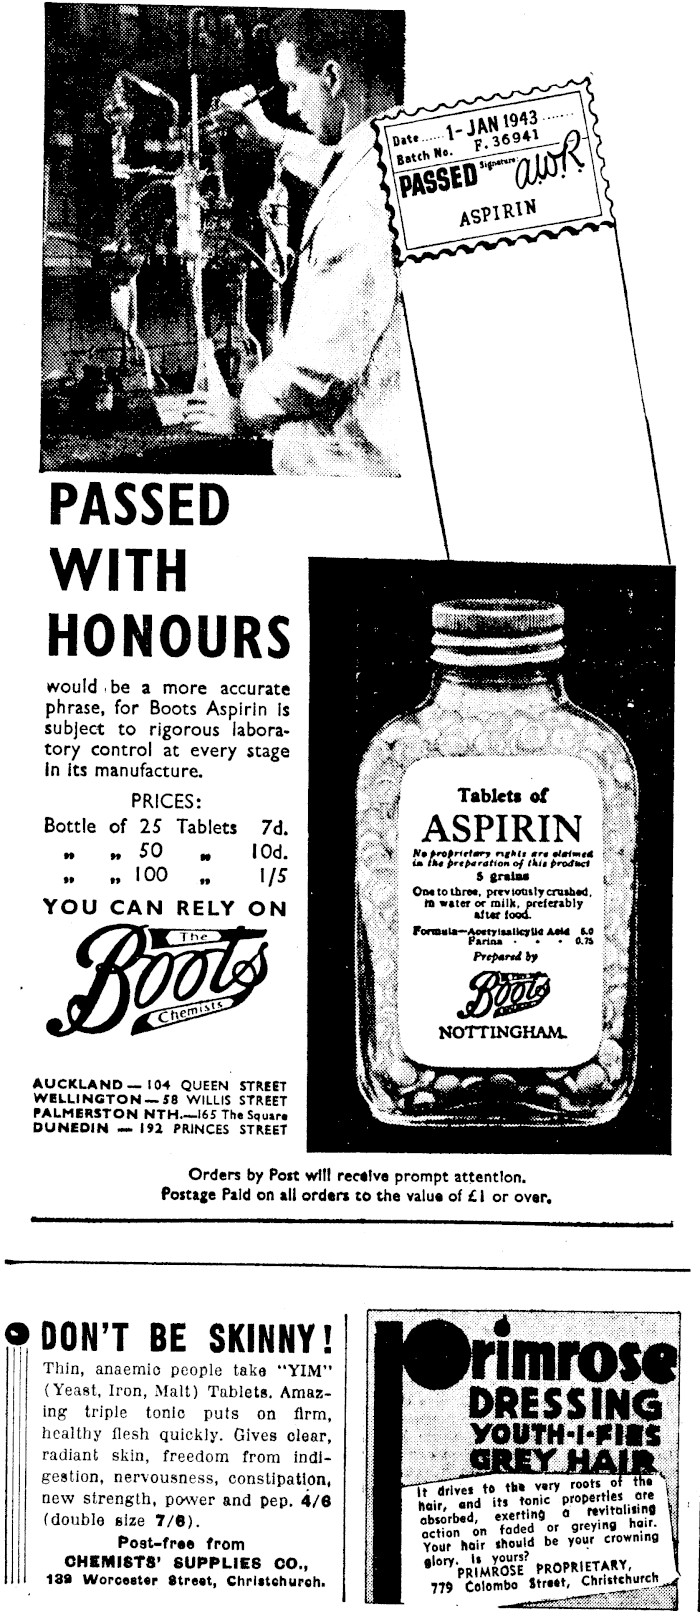 Date..... 1- JAN 1943.......
Batch No. F. 36941
PASSED Signature: A.W.R.
ASPIRIN
PASSED
WITH
HONOURS
would be a more accurate
phrase, for Boots Aspirin is
subject to rigorous labora-
tory control at every stage
in its manufacture.
PRICES:
Bottle of 25 Tablets 7d.
„ „ 50 „ 10d.
„ „ 100 „ 1/5
YOU CAN RELY ON
The
Boots
Chemists
AUCKLAND — 104 QUEEN STREET
WELLINGTON — 58 WILLIS STREET
PALMERSTON NTH.—165 The Square
DUNEDIN — 192 PRINCES STREET
Tablets of
ASPIRIN
No proprietary rights are claimed
in the preparation of this product
5 grains
One to three, previously crushed,
in water or milk, preferably
after food.
Formula—Acetylsalicylic Acid 5.0
Farina - - - 0.75
Prepared by
The
Boots
NOTTINGHAM.
Orders by Post will receive prompt attention.
Postage Paid on all orders to the value of £1 or over.
DON'T BE SKINNY!
Thin, anaemic people take "YIM"
(Yeast, Iron, Malt) Tablets. Amaz-
ing triple tonic puts on firm,
healthy flesh quickly. Gives clear,
radiant skin, freedom from indi-
gestion, nervousness, constipation,
new strength, power and pep. 4/6
(double size 7/6).
Post-free from
CHEMISTS' SUPPLIES CO.,
139 Worcester Street, Christchurch.
Primrose
DRESSING
YOUTH-I-FIES
GREY HAIR
It drives to the very roots of the
hair, and its tonic properties are
absorbed, exerting a revitalising
action on faded or greying hair.
Your hair should be your crowning
glory. Is yours?
PRIMROSE PROPRIETARY,
779 Colombo Street, Christchurch